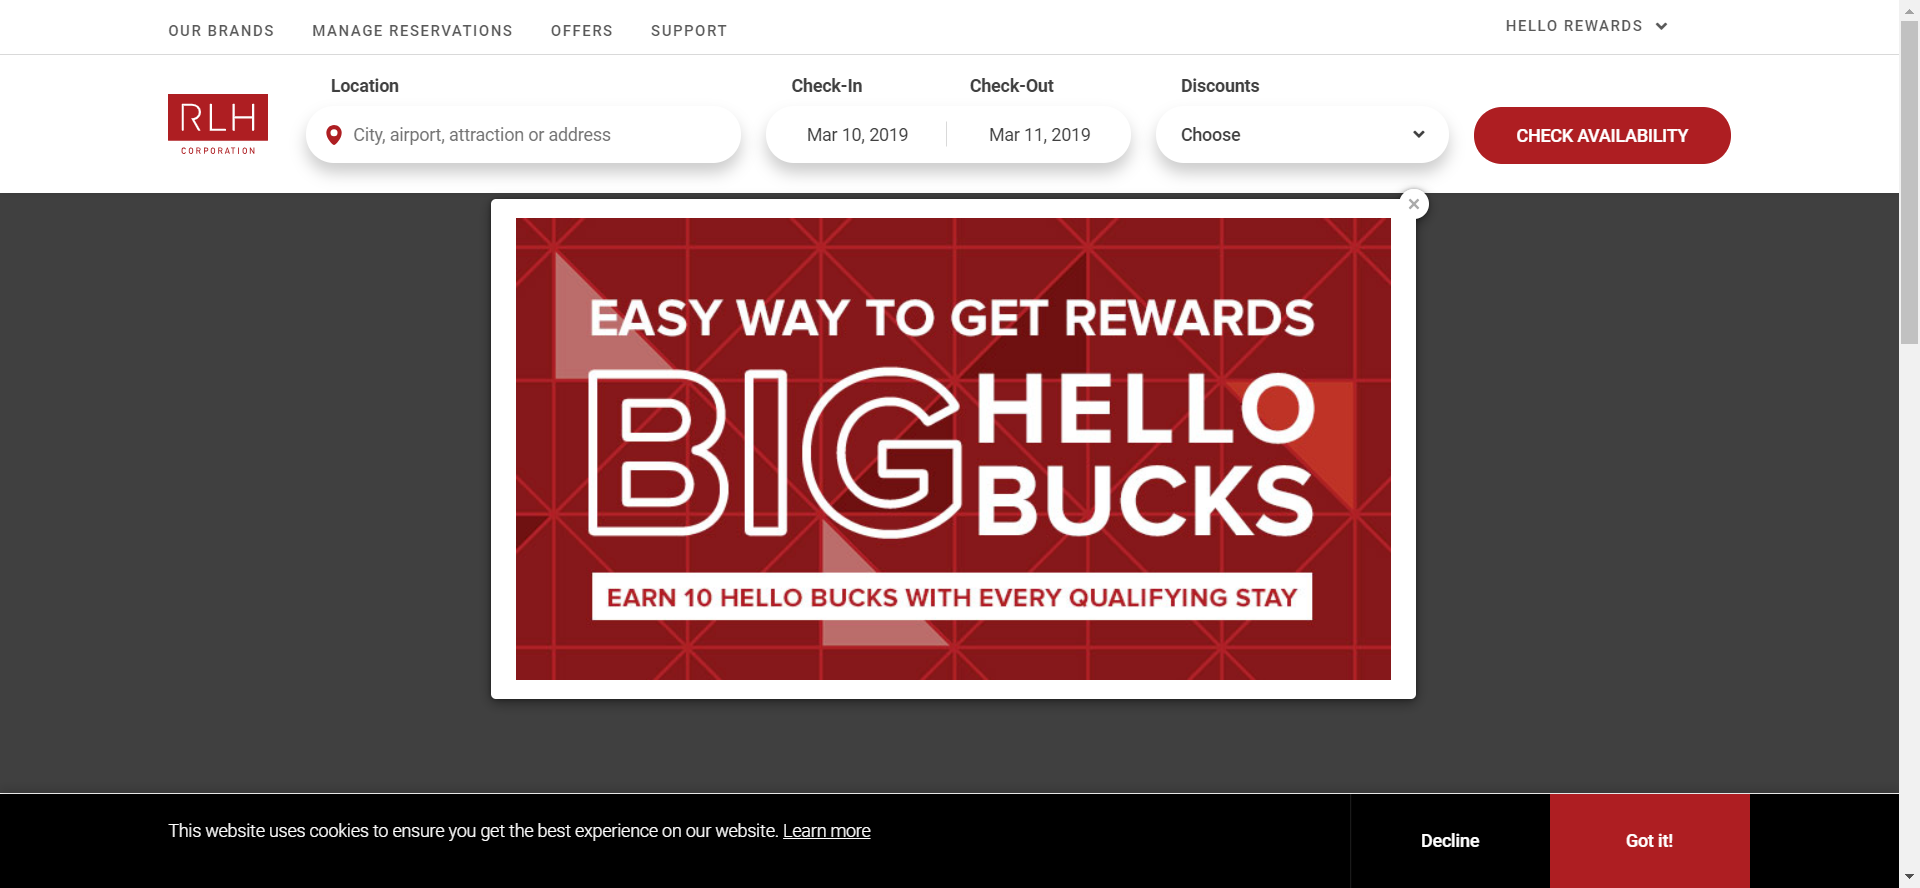 OUR BRANDS
MANAGE RESERVATIONS
OFFERS
SUPPORT
HELLO REWARDS
RLH
CORPORATION
Location
City, airport, attraction or address
Check-In
Check-Out
Mar 10, 2019
Mar 11, 2019
Discounts
Choose
CHECK AVAILABILITY
EASY WAY TO GET REWARDS
BIG HELLO
BUCKS
EARN 10 HELLO BUCKS WITH EVERY QUALIFYING STAY
This website uses cookies to ensure you get the best experience on our website. Learn more
Decline
Got it!